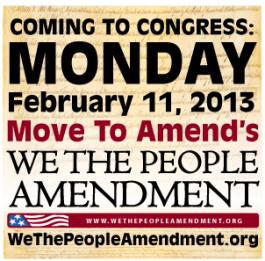 COMING TO CONGRESS:
MONDAY
February 11, 2013
Move To Amend's
WE THE PEOPLE
AMENDMENT
WWW.WETHEPEOPLEAMENDMENT.ORG
WeThePeopleAmendment.org